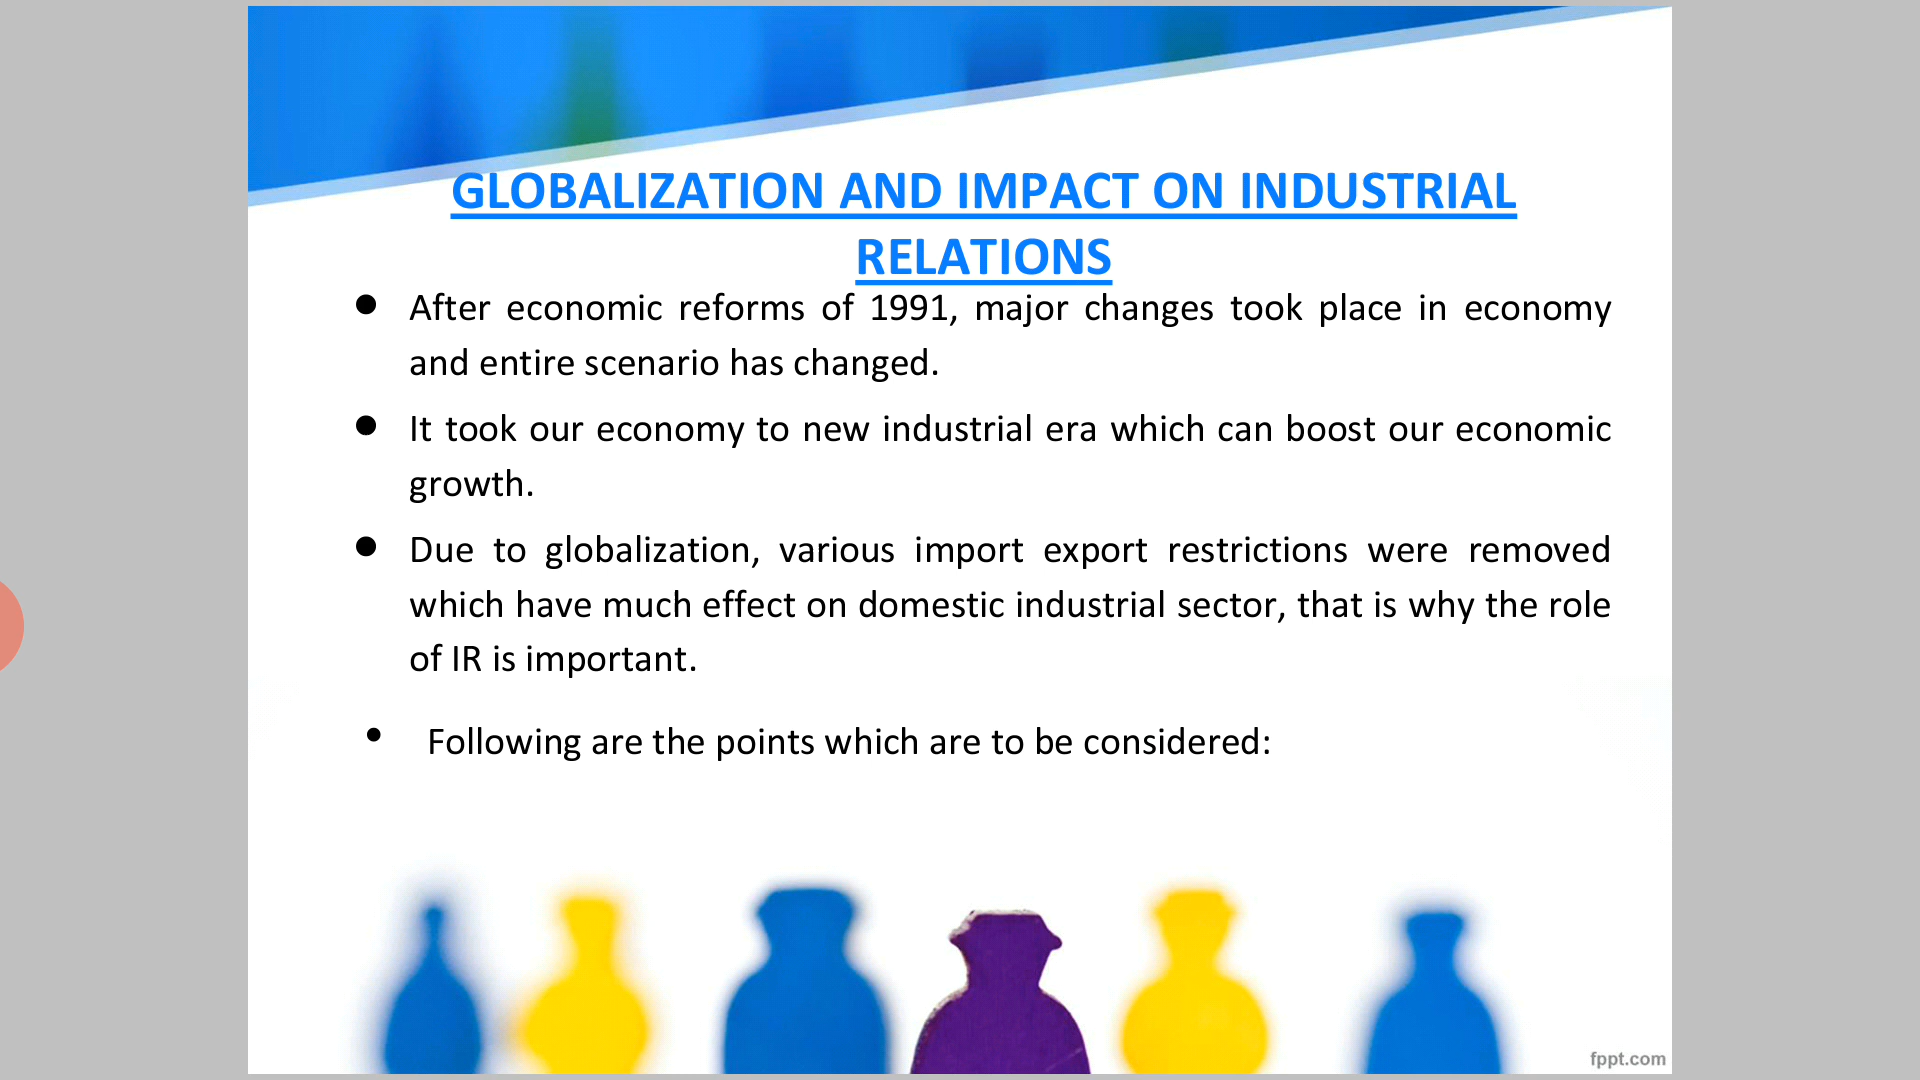 GLOBALIZATION AND IMPACT ON INDUSTRIAL
RELATIONS
● After economic reforms of 1991, major changes took place in economy
and entire scenario has changed.
● It took our economy to new industrial era which can boost our economic
growth.
● Due to globalization, various import export restrictions were removed
which have much effect on domestic industrial sector, that is why the role
of IR is important.
• Following are the points which are to be considered:
fppt.com